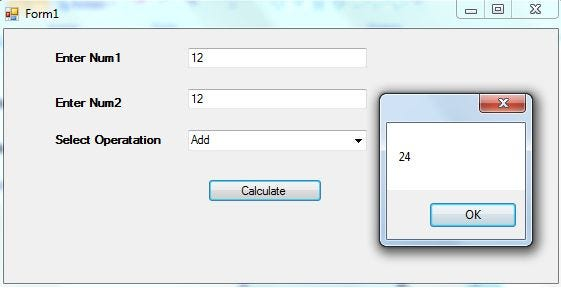 Form1
Enter Num1 12
Enter Num2 12
Select Operatation Add
Calculate
24
OK